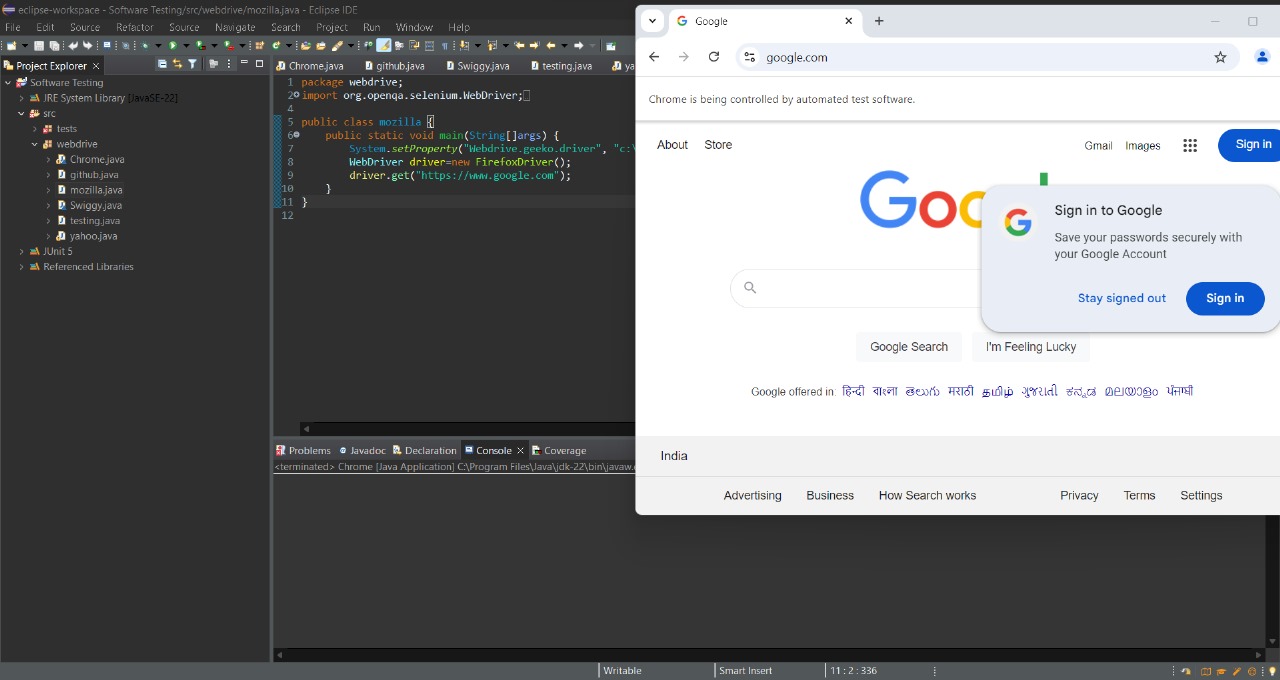 eclipse-workspace - Software Testing/src/webdrive/mozilla.java - Eclipse IDE
File Edit Source Refactor Source Navigate Search Project Run Window Help
Project Explorer
Software Testing
JRE System Library [JavaSE-22]
src
tests
webdrive
Chrome.java
github.java
mozilla.java
Swiggy.java
testing.java
yahoo.java
JUnit 5
Referenced Libraries
Chrome.java github.java Swiggy.java testing.java ya
1 package webdrive;
2 import org.openqa.selenium.WebDriver;
4
5 public class mozilla {
6 public static void main(String[]args) {
7 System.setProperty("Webdrive.geeko.driver", "c:\
8 WebDriver driver=new FirefoxDriver();
9 driver.get("https://www.google.com");
10 }
11 }
12
Problems Javadoc Declaration Console Coverage
<terminated> Chrome [Java Application] C:\Program Files\Java\jdk-22\bin\javaw.
Writable Smart Insert 11 : 2 : 336
Google
google.com
Chrome is being controlled by automated test software.
About Store Gmail Images Sign in
Goo
Sign in to Google
Save your passwords securely with
your Google Account
Stay signed out Sign in
Google Search I'm Feeling Lucky
Google offered in: हिन्दी বাংলা తెలుగు मराठी தமிழ் ગુજરાતી ಕನ್ನಡ മലയാളം ਪੰਜਾਬੀ
India
Advertising Business How Search works Privacy Terms Settings